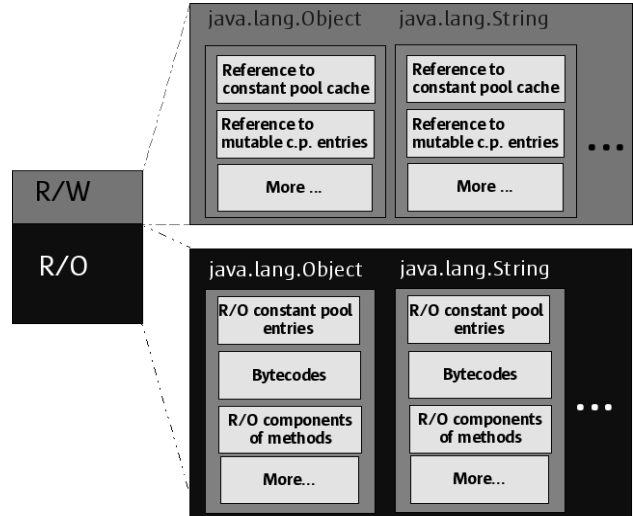 java.lang.Object
java.lang.String
Reference to
constant pool cache
Reference to
constant pool cache
Reference to
mutable c.p. entries
Reference to
mutable c.p. entries
...
More ...
More ...
R/W
R/O
java.lang.Object
java.lang.String
R/O constant pool
entries
R/O constant pool
entries
Bytecodes
Bytecodes
...
R/O components
of methods
R/O components
of methods
More...
More...